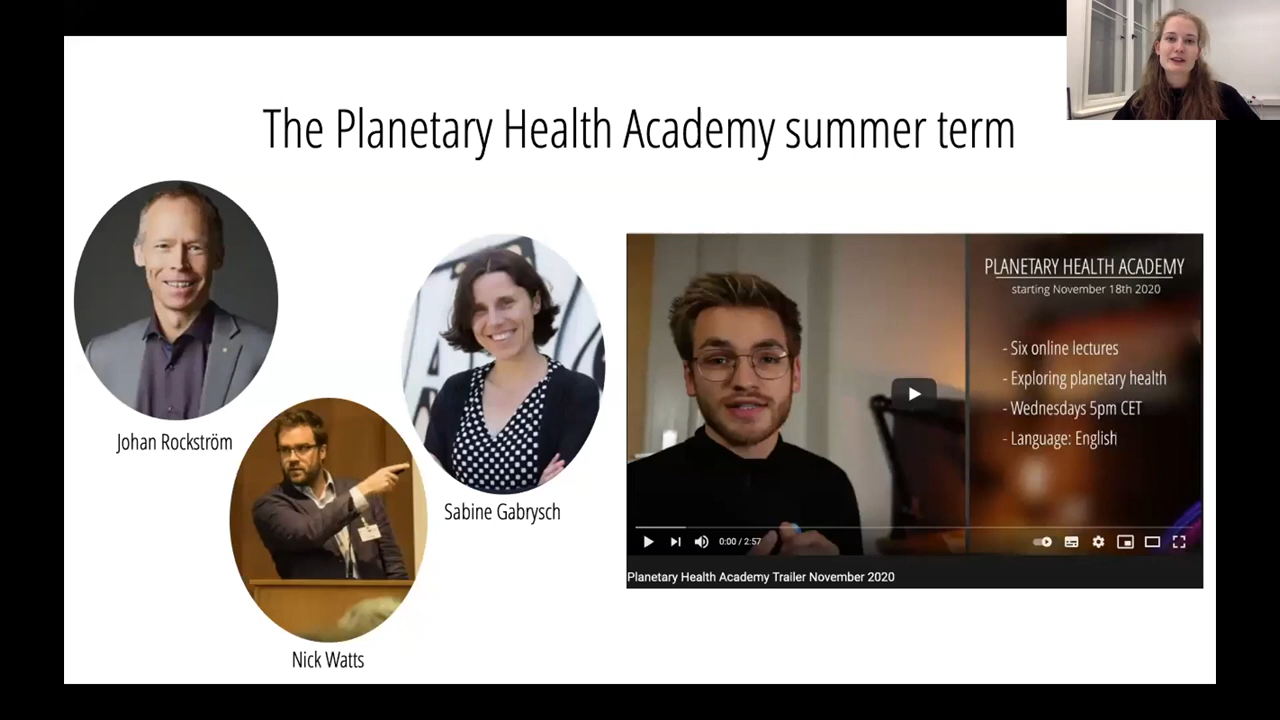 The Planetary Health Academy summer term
Johan Rockström
Sabine Gabrysch
Nick Watts
PLANETARY HEALTH ACADEMY
starting November 18th 2020
- Six online lectures
- Exploring planetary health
- Wednesdays 5pm CET
- Language: English
0:00 / 2:57
Planetary Health Academy Trailer November 2020